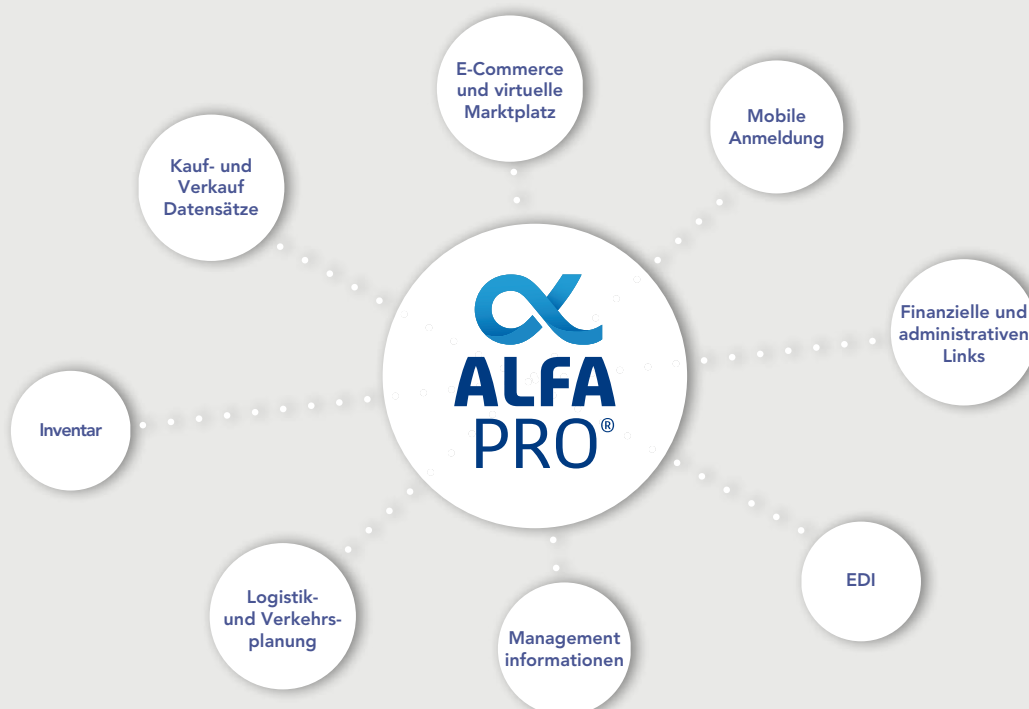 E-Commerce
und virtuelle
Marktplatz
Mobile
Anmeldung
Kauf- und
Verkauf
Datensätze
Finanzielle und
administrativen
Links
ALFA
PRO®
Inventar
EDI
Logistik-
und Verkehrs-
planung
Management
informationen